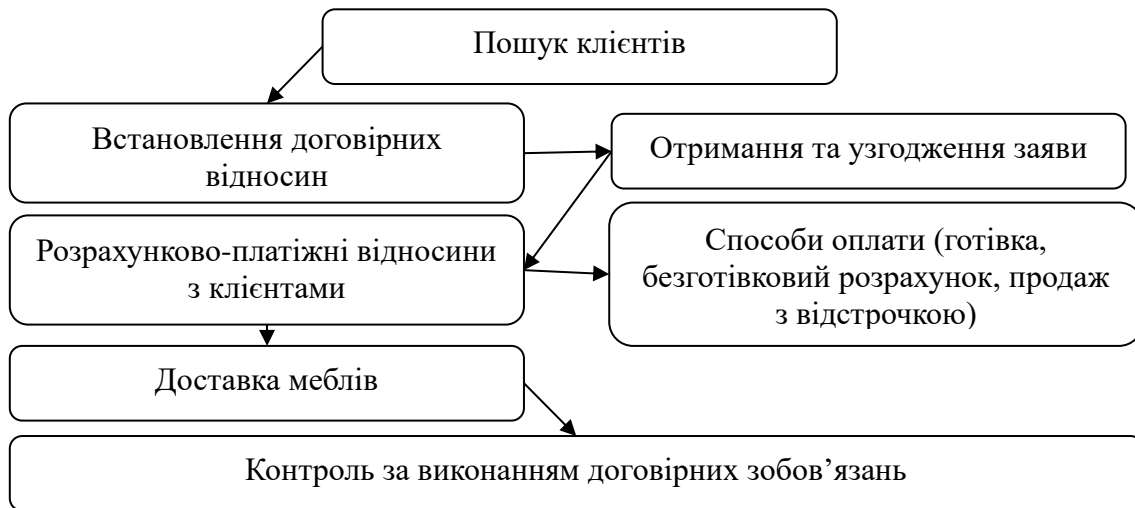 Пошук клієнтів
Встановлення договірних
відносин
Отримання та узгодження заяви
Розрахунково-платіжні відносини
з клієнтами
Способи оплати (готівка,
безготівковий розрахунок, продаж
з відстрочкою)
Доставка меблів
Контроль за виконанням договірних зобов’язань